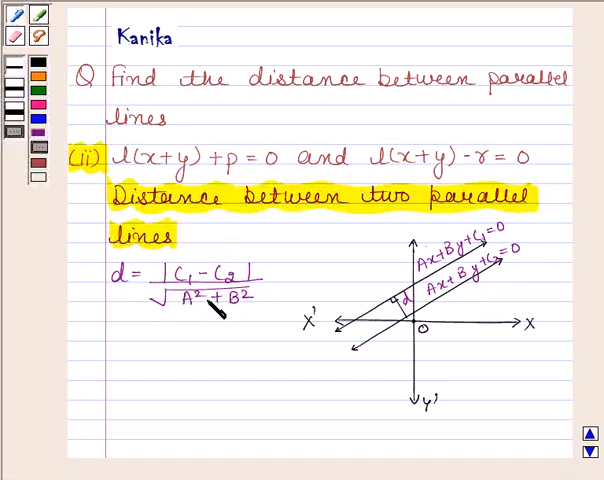 Kanika
Q Find the distance between parallel
lines
(ii) l(x+y)+p=0 and l(x+y)-r=0
Distance between two parallel
lines
d = |C₁-C₂|
√A²+B²
Ax+By+C₁=0
Ax+By+C₂=0
d
X'
O
X
Y'